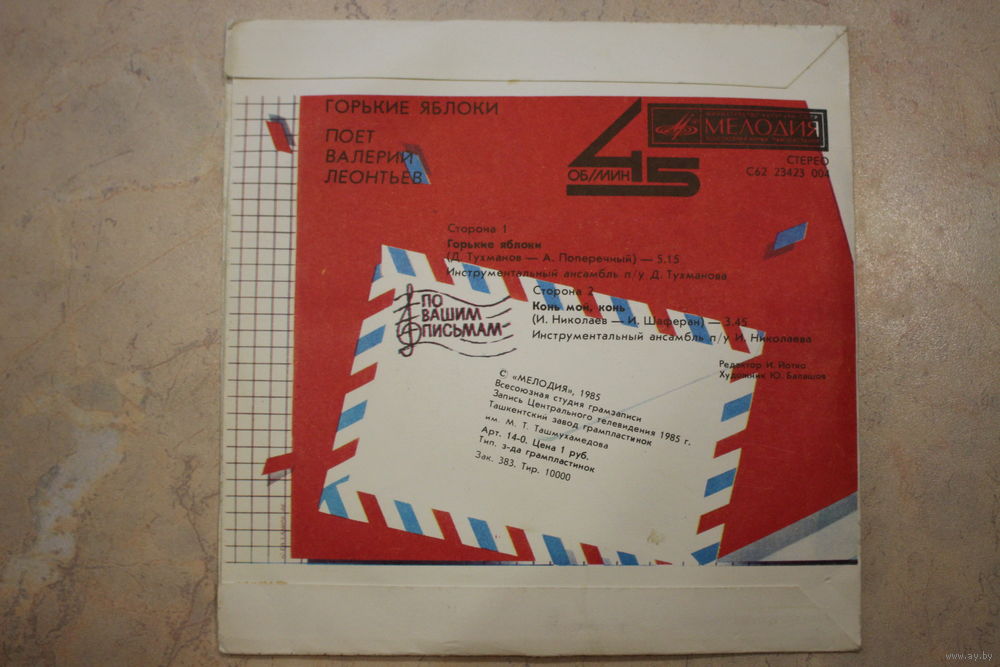 ГОРЬКИЕ ЯБЛОКИ
ПОЕТ
ВАЛЕРИЙ
ЛЕОНТЬЕВ
45
ОБ/МИН
МЕЛОДИЯ
СТЕРЕО
С62 23423 004
Сторона 1
Горькие яблоки
(Д. Тухманов — А. Поперечный) — 5.15
Инструментальный ансамбль п/у Д. Тухманова
Сторона 2
Конь мой, конь
(И. Николаев — И. Шаферан) — 3.45
Инструментальный ансамбль п/у И. Николаева
Редактор И. Йотко
Художник Ю. Балашов
ПО
ВАШИМ
ПИСЬМАМ
© «МЕЛОДИЯ», 1985
Всесоюзная студия грамзаписи
Запись Центрального телевидения 1985 г.
Ташкентский завод грампластинок
им. М. Т. Ташмухамедова
Арт. 14-0. Цена 1 руб.
Тип. з-да грампластинок
Зак. 383. Тир. 10000
www.ay.by